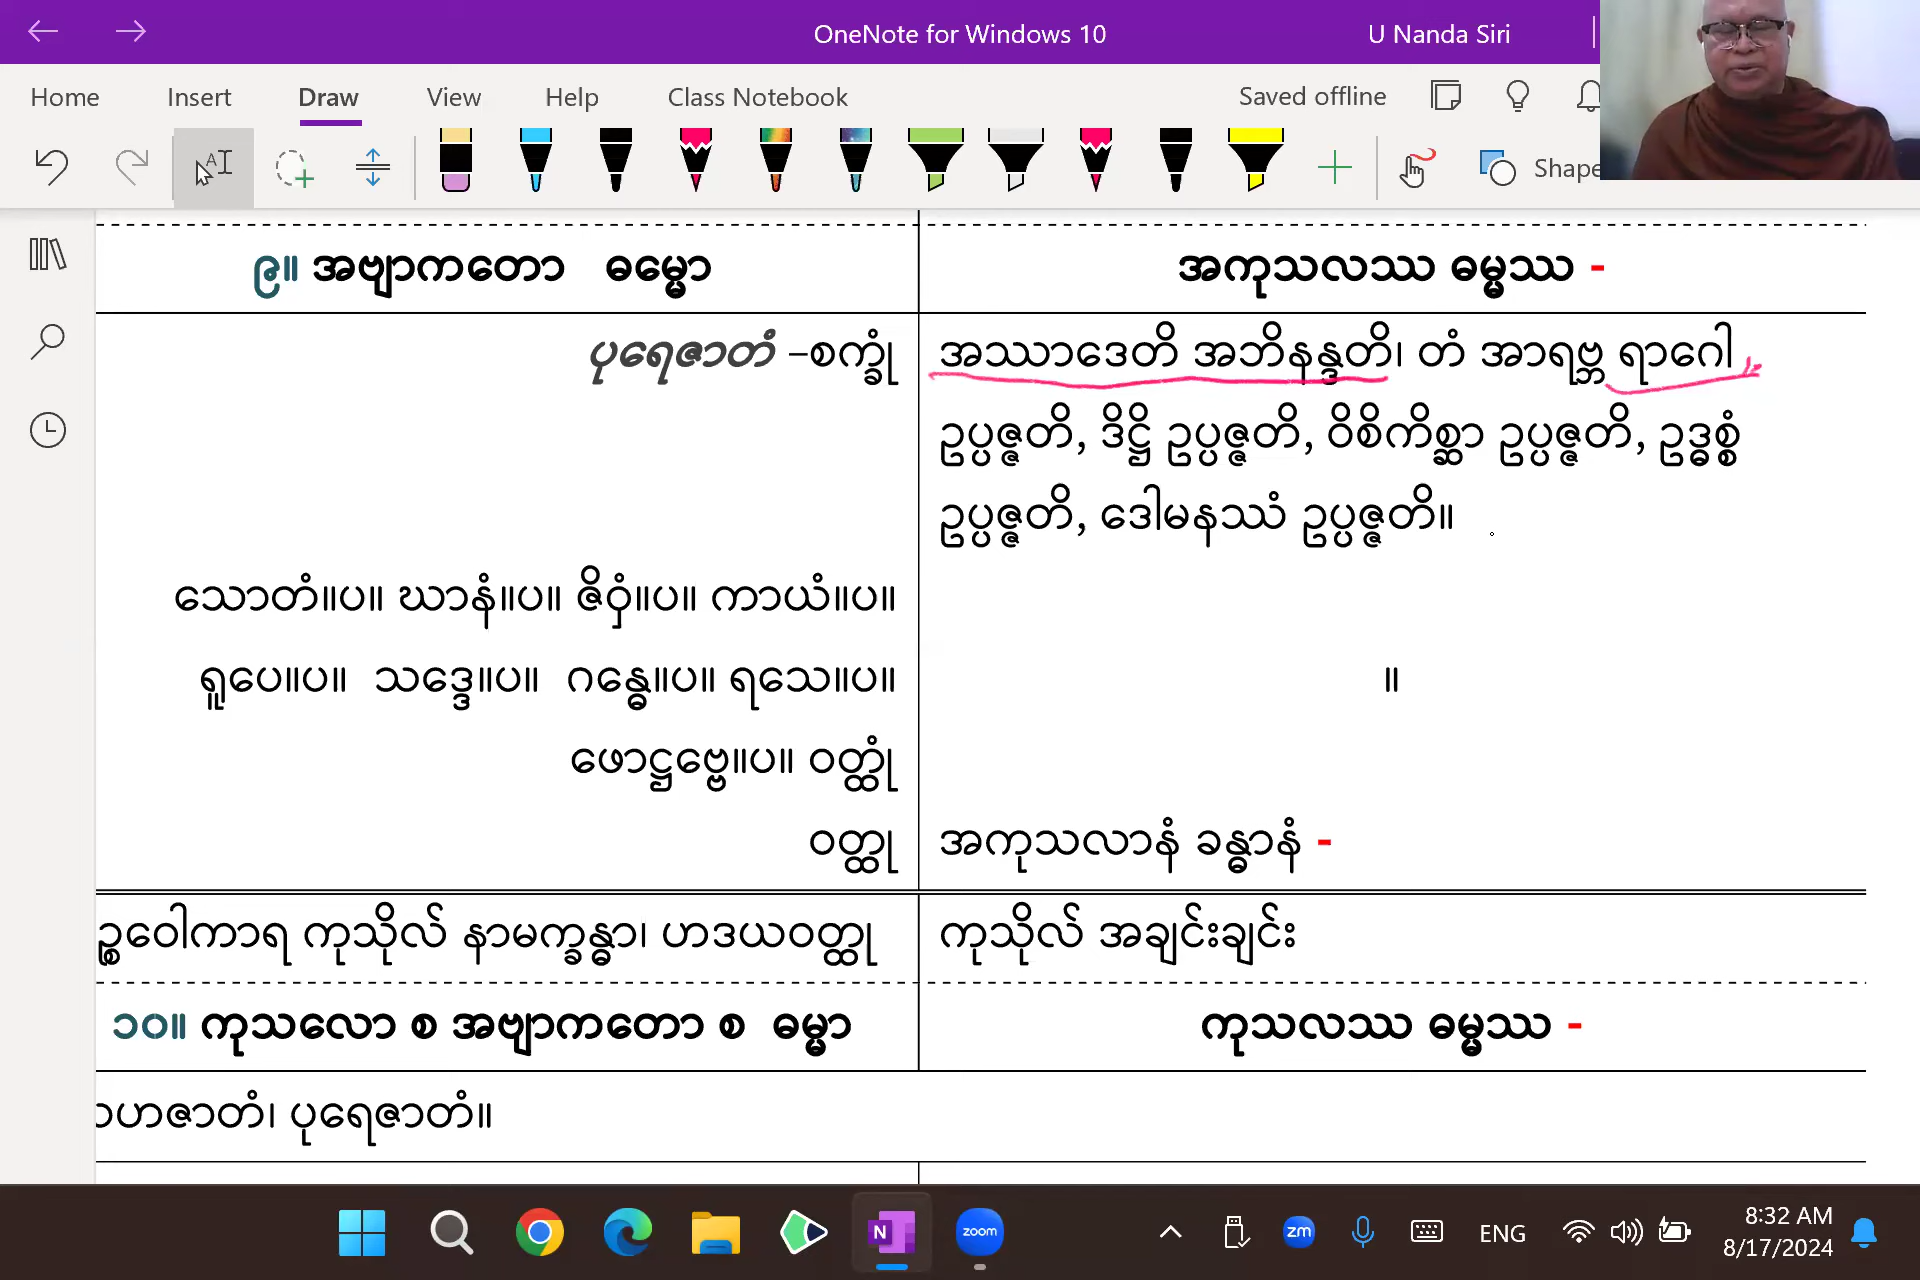 OneNote for Windows 10
U Nanda Siri
Home Insert Draw View Help Class Notebook
Saved offline
Shape
၉။ အဗျာကတော ဓမ္မော
အကုသလဿ ဓမ္မဿ -
ပုရေဇာတံ –စက္ခုံ
အဿာဒေတိ အဘိနန္ဒတိ၊ တံ အာရဗ္ဘ ရာဂေါ
ဥပ္ပဇ္ဇတိ, ဒိဋ္ဌိ ဥပ္ပဇ္ဇတိ, ဝိစိကိစ္ဆာ ဥပ္ပဇ္ဇတိ, ဥဒ္ဓစ္စံ
ဥပ္ပဇ္ဇတိ, ဒေါမနဿံ ဥပ္ပဇ္ဇတိ။
သောတံ။ပ။ ဃာနံ။ပ။ ဇိဝှံ။ပ။ ကာယံ။ပ။
ရူပေ။ပ။ သဒ္ဒေ။ပ။ ဂန္ဓေ။ပ။ ရသေ။ပ။
။
ဖောဋ္ဌဗ္ဗေ။ပ။ ဝတ္ထုံ
ဝတ္ထု
အကုသလာနံ ခန္ဓာနံ -
ဉ္စဝေါကာရ ကုသိုလ် နာမက္ခန္ဓာ၊ ဟဒယဝတ္ထု
ကုသိုလ် အချင်းချင်း
၁၀။ ကုသလော စ အဗျာကတော စ ဓမ္မာ
ကုသလဿ ဓမ္မဿ -
ဟဇာတံ၊ ပုရေဇာတံ။
zoom
zm
ENG
8:32 AM
8/17/2024